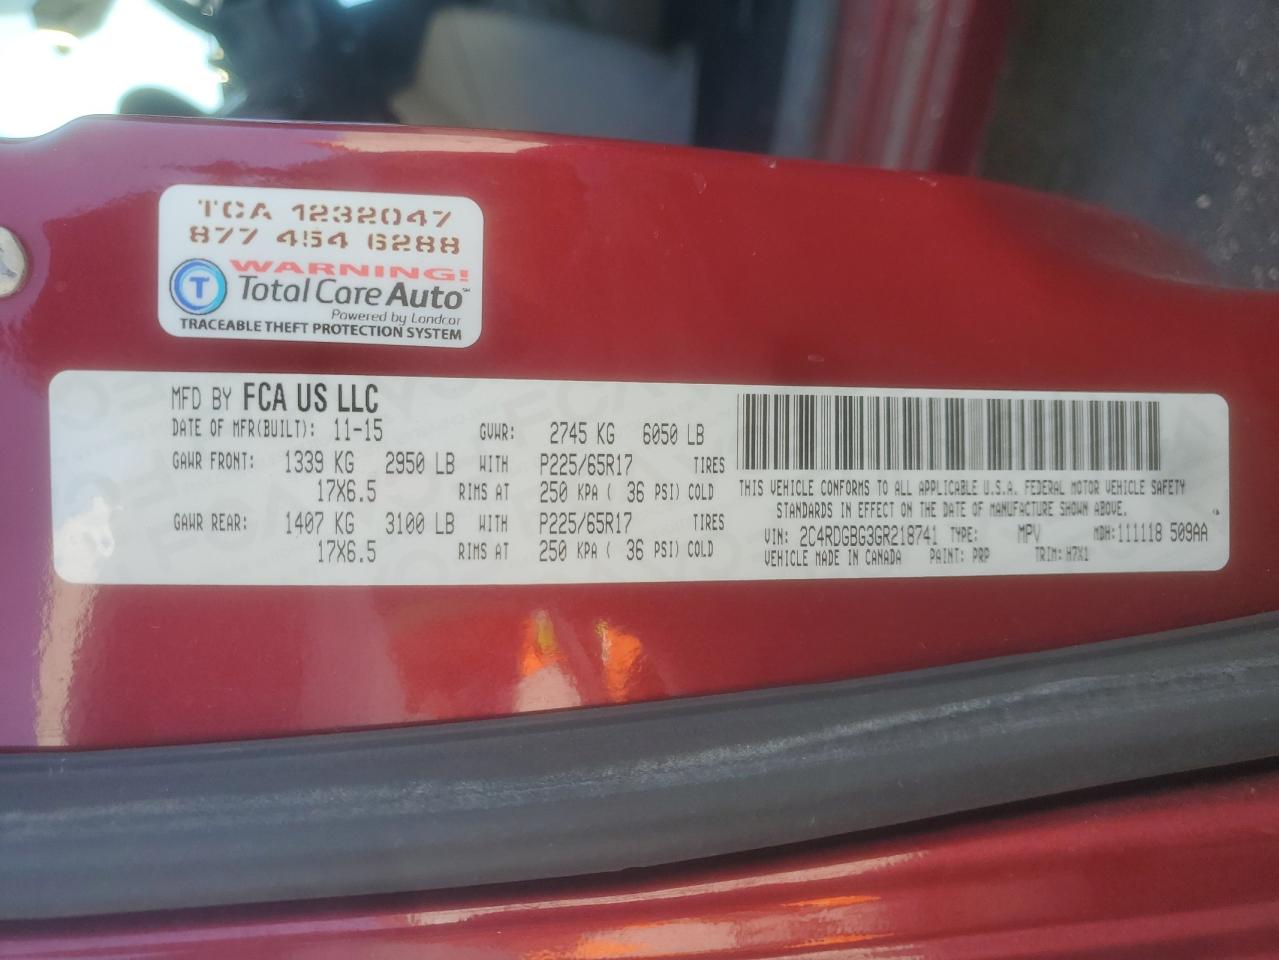 TCA 1232047
877 454 6288
WARNING!
T Total Care Auto℠
Powered by Landcar
TRACEABLE THEFT PROTECTION SYSTEM
MFD BY FCA US LLC
DATE OF MFR(BUILT): 11-15 GVWR: 2745 KG 6050 LB
GAWR FRONT: 1339 KG 2950 LB WITH P225/65R17 TIRES
17X6.5 RIMS AT 250 KPA ( 36 PSI) COLD
GAWR REAR: 1407 KG 3100 LB WITH P225/65R17 TIRES
17X6.5 RIMS AT 250 KPA ( 36 PSI) COLD
THIS VEHICLE CONFORMS TO ALL APPLICABLE U.S.A. FEDERAL MOTOR VEHICLE SAFETY
STANDARDS IN EFFECT ON THE DATE OF MANUFACTURE SHOWN ABOVE.
VIN: 2C4RDGBG3GR218741 TYPE: MPV MDH: 111118 509AA
VEHICLE MADE IN CANADA PAINT: PRP TRIM: H7X1